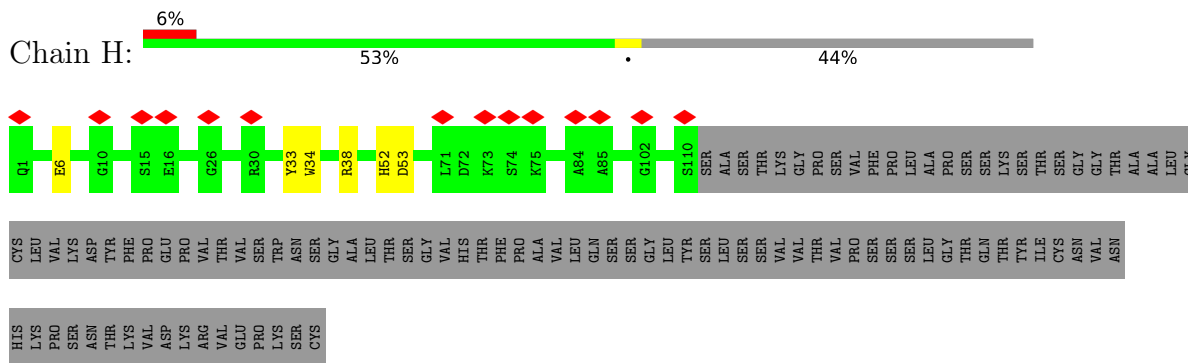 6%
Chain H:
53% • 44%
Q1 E6 G10 S15 E16 G26 R30 Y33 W34 R38 H52 D53 L71 D72 K73 S74 K75 A84 A85 G102 S110 SER ALA SER THR LYS GLY PRO SER VAL PHE PRO LEU ALA PRO SER SER LYS SER THR SER GLY GLY THR ALA ALA LEU GLY
CYS LEU VAL LYS ASP TYR PHE PRO GLU PRO VAL THR VAL SER TRP ASN SER GLY ALA LEU THR SER GLY VAL HIS THR PHE PRO ALA VAL LEU GLN SER SER GLY LEU TYR SER LEU SER SER VAL VAL THR VAL PRO SER SER SER LEU GLY THR GLN THR TYR ILE CYS ASN VAL ASN
HIS LYS PRO SER ASN THR LYS VAL ASP LYS ARG VAL GLU PRO LYS SER CYS